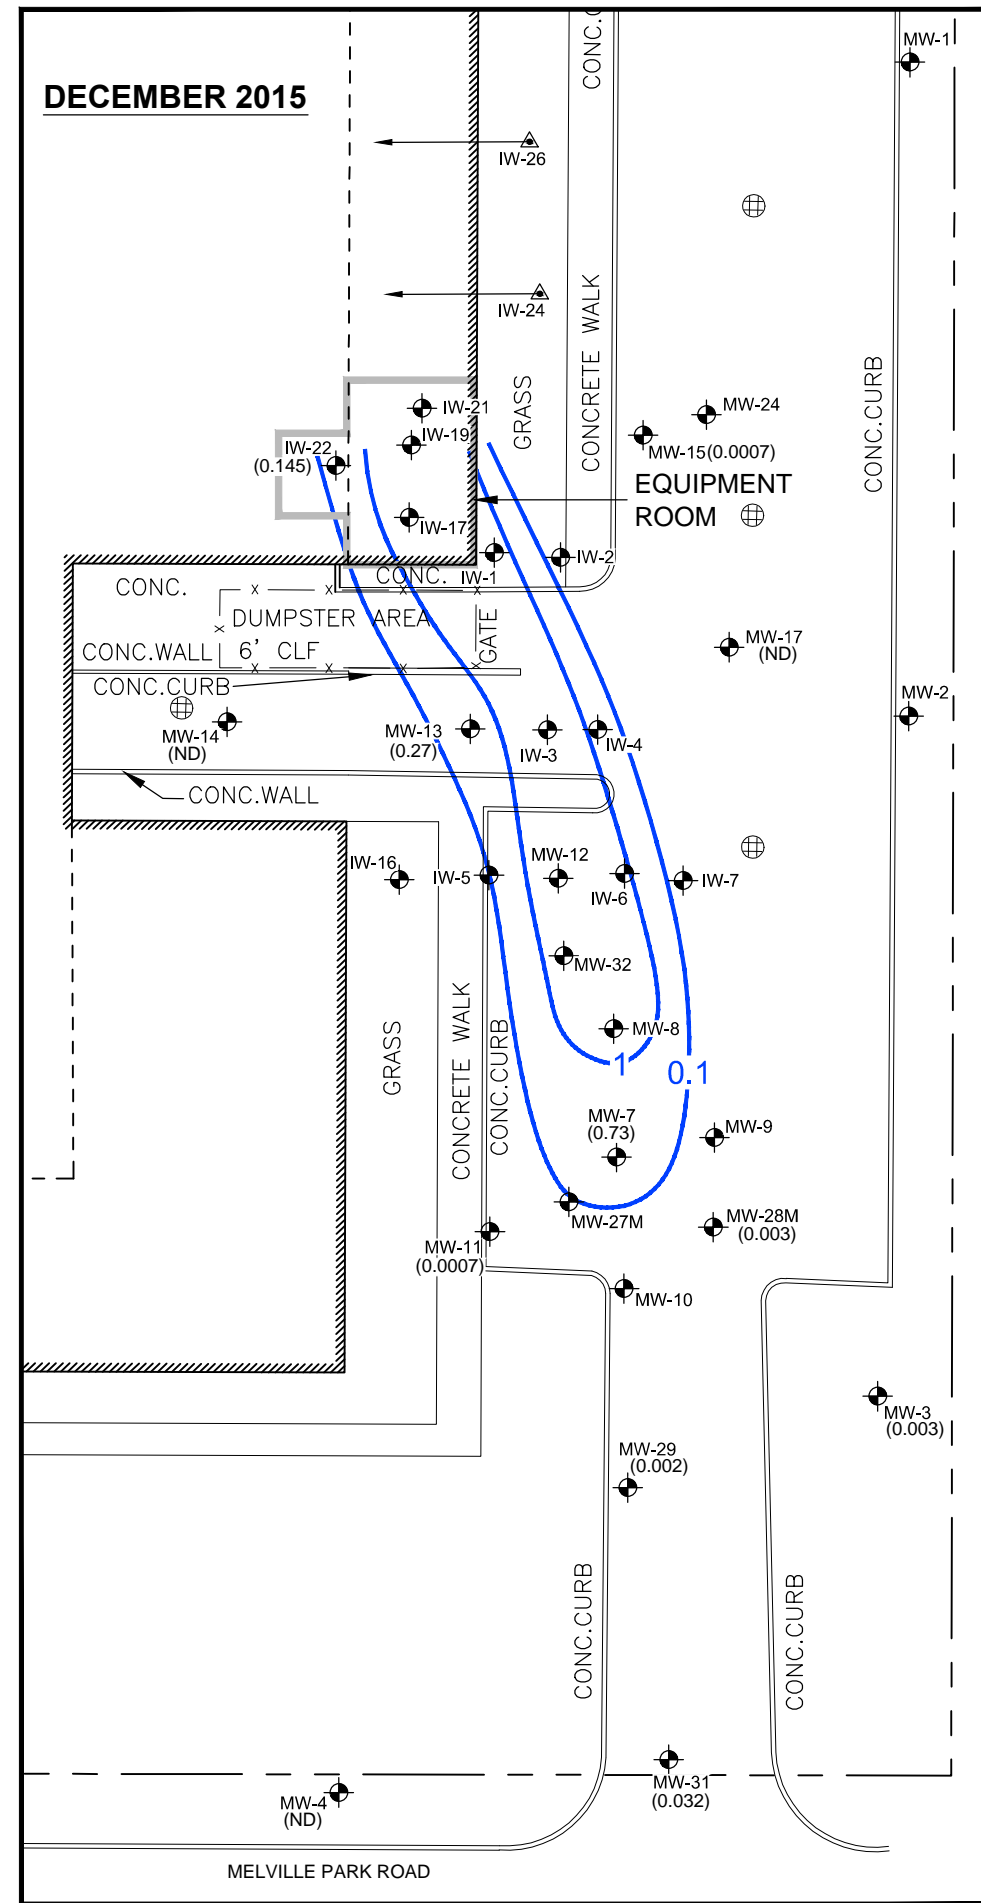 CONC.C
MW-1
DECEMBER 2015
IW-26
IW-24
CONCRETE WALK
GRASS
CONC.CURB
MW-24
IW-21
IW-19
MW-15(0.0007)
IW-22
(0.145)
EQUIPMENT
ROOM
IW-17
IW-2
IW-1
CONC.
CONC.
DUMPSTER AREA
GATE
6' CLF
CONC.WALL
MW-17
(ND)
CONC.CURB
MW-2
MW-14
(ND)
MW-13
(0.27)
IW-3
IW-4
CONC.WALL
IW-16
IW-5
MW-12
IW-6
IW-7
MW-32
MW-8
GRASS
CONCRETE WALK
CONC.CURB
1
0.1
MW-7
(0.73)
MW-9
MW-27M
MW-28M
(0.003)
MW-11
(0.0007)
MW-10
MW-3
(0.003)
MW-29
(0.002)
CONC.CURB
CONC.CURB
MW-31
(0.032)
MW-4
(ND)
MELVILLE PARK ROAD